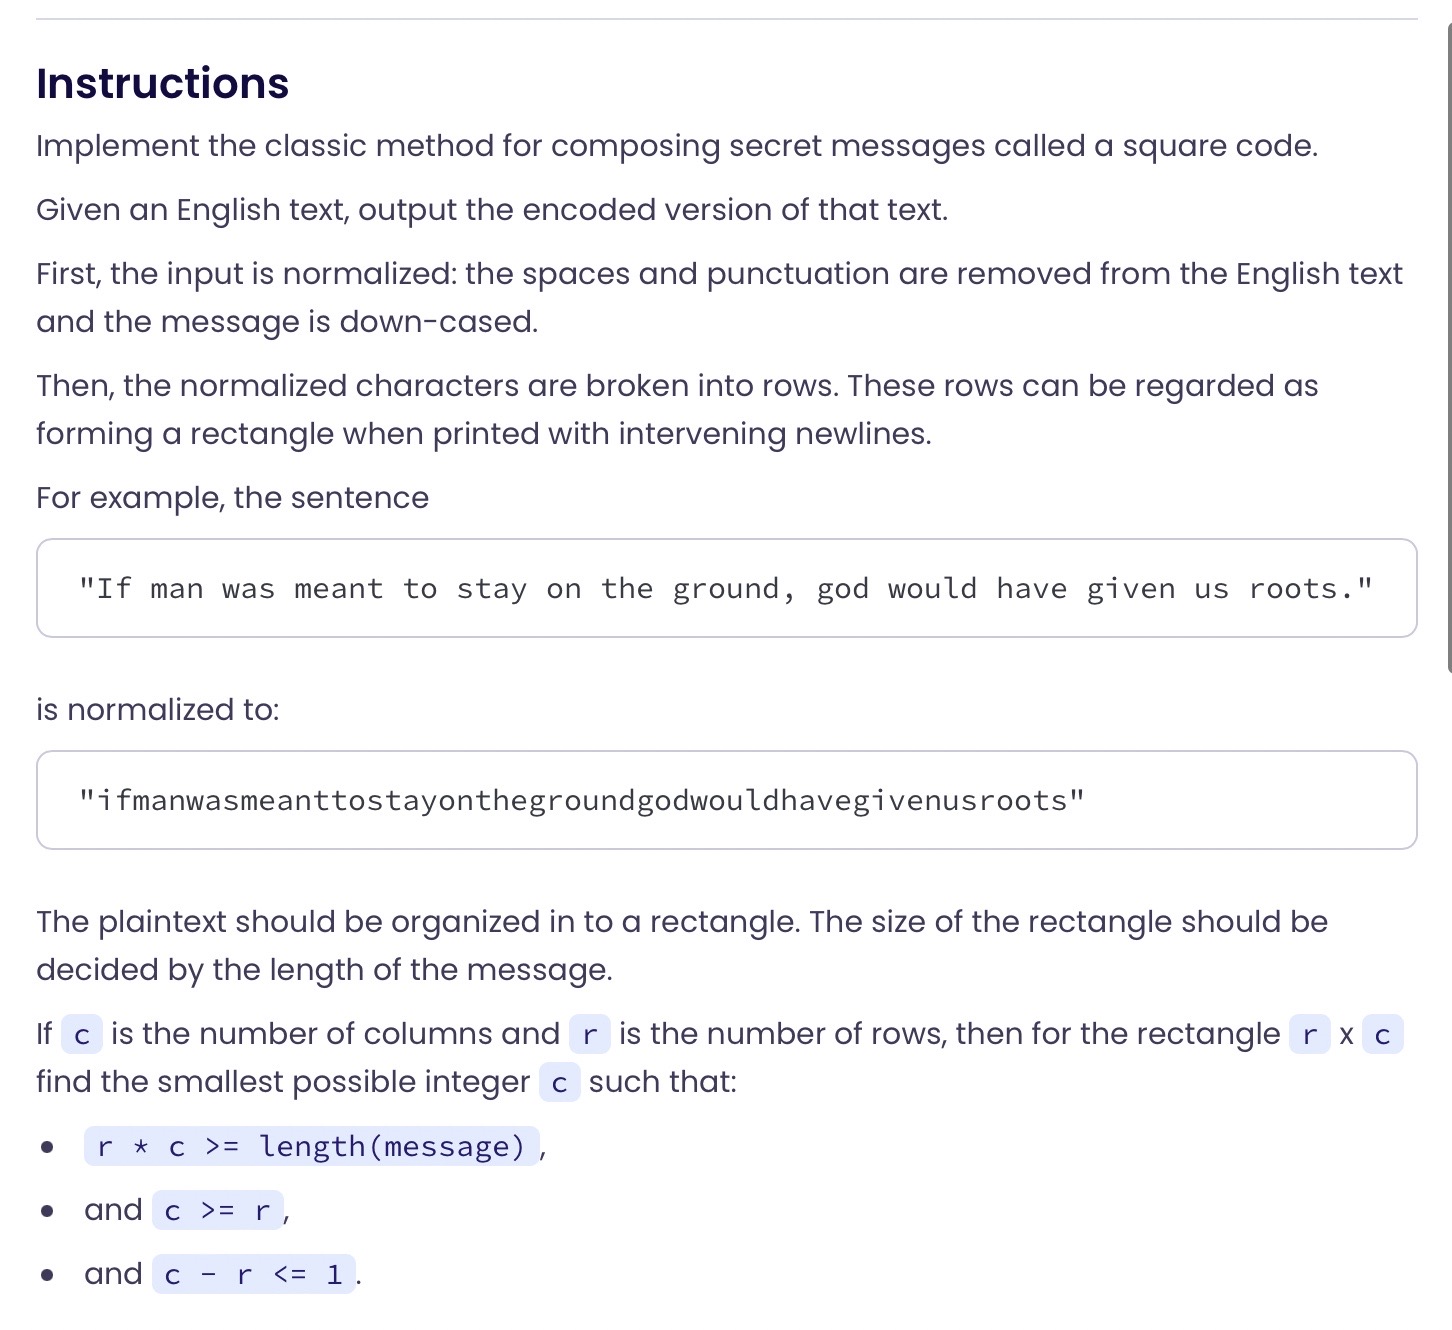 Instructions
Implement the classic method for composing secret messages called a square code.
Given an English text, output the encoded version of that text.
First, the input is normalized: the spaces and punctuation are removed from the English text
and the message is down-cased.
Then, the normalized characters are broken into rows. These rows can be regarded as
forming a rectangle when printed with intervening newlines.
For example, the sentence
"If man was meant to stay on the ground, god would have given us roots."
is normalized to:
"ifmanwasmeanttostayonthegroundgodwouldhavegivenusroots"
The plaintext should be organized in to a rectangle. The size of the rectangle should be
decided by the length of the message.
If c is the number of columns and r is the number of rows, then for the rectangle r x c
find the smallest possible integer c such that:
• r * c >= length(message),
• and c >= r,
• and c - r <= 1.